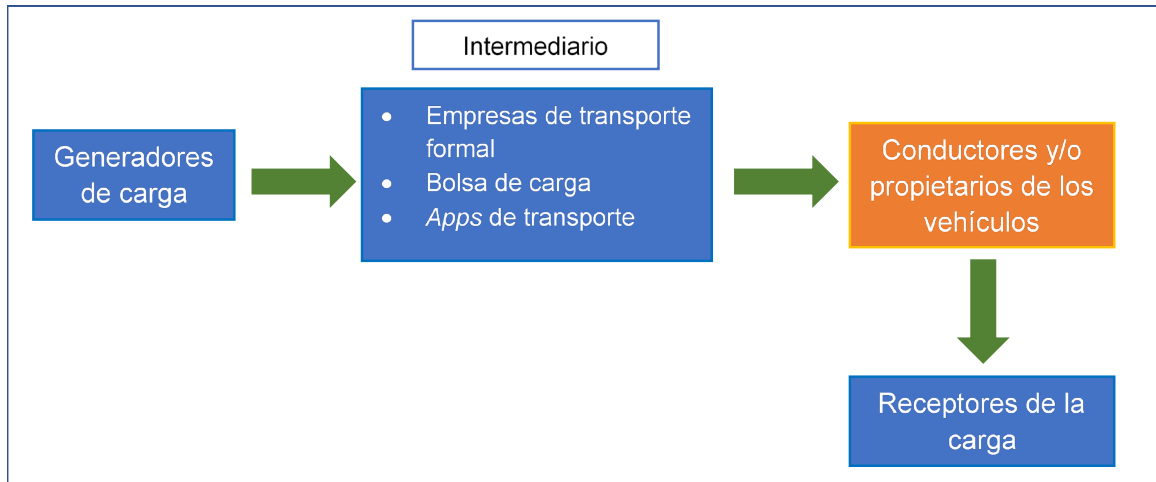 Intermediario
Generadores
de carga
• Empresas de transporte
formal
• Bolsa de carga
• Apps de transporte
Conductores y/o
propietarios de los
vehículos
Receptores de la
carga